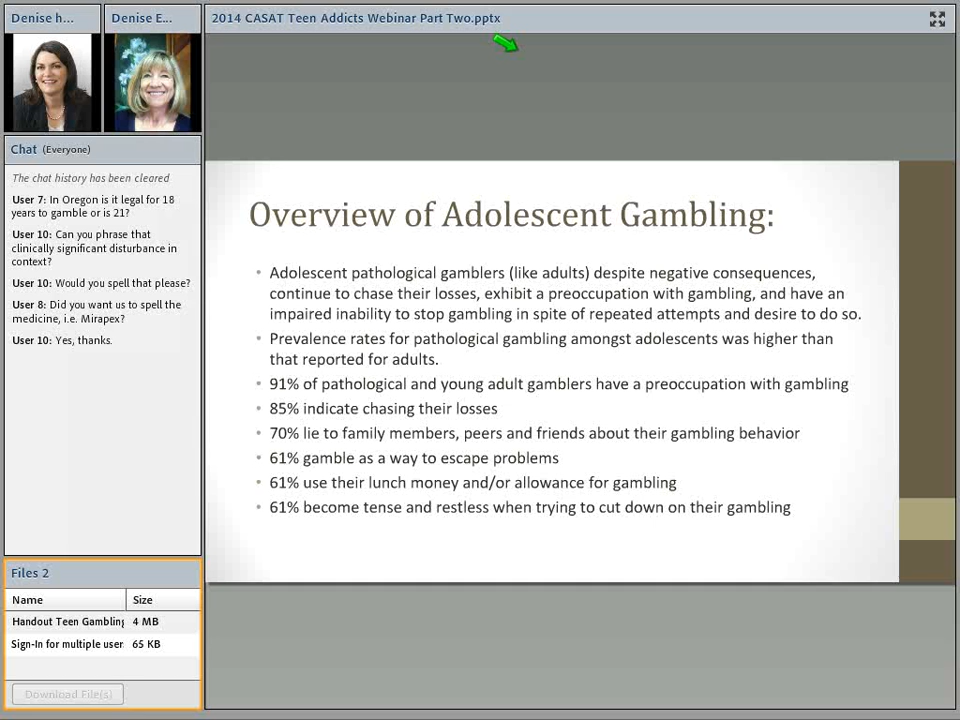 Denise h...
Denise E...
2014 CASAT Teen Addicts Webinar Part Two.pptx
Chat (Everyone)
The chat history has been cleared
User 7: In Oregon is it legal for 18
years to gamble or is 21?
User 10: Can you phrase that
clinically significant disturbance in
context?
User 10: Would you spell that please?
User 8: Did you want us to spell the
medicine, i.e. Mirapex?
User 10: Yes, thanks.
Files 2
Name Size
Handout Teen Gambling 4 MB
Sign-In for multiple user 65 KB
Download File(s)
Overview of Adolescent Gambling:
• Adolescent pathological gamblers (like adults) despite negative consequences,
continue to chase their losses, exhibit a preoccupation with gambling, and have an
impaired inability to stop gambling in spite of repeated attempts and desire to do so.
• Prevalence rates for pathological gambling amongst adolescents was higher than
that reported for adults.
• 91% of pathological and young adult gamblers have a preoccupation with gambling
• 85% indicate chasing their losses
• 70% lie to family members, peers and friends about their gambling behavior
• 61% gamble as a way to escape problems
• 61% use their lunch money and/or allowance for gambling
• 61% become tense and restless when trying to cut down on their gambling